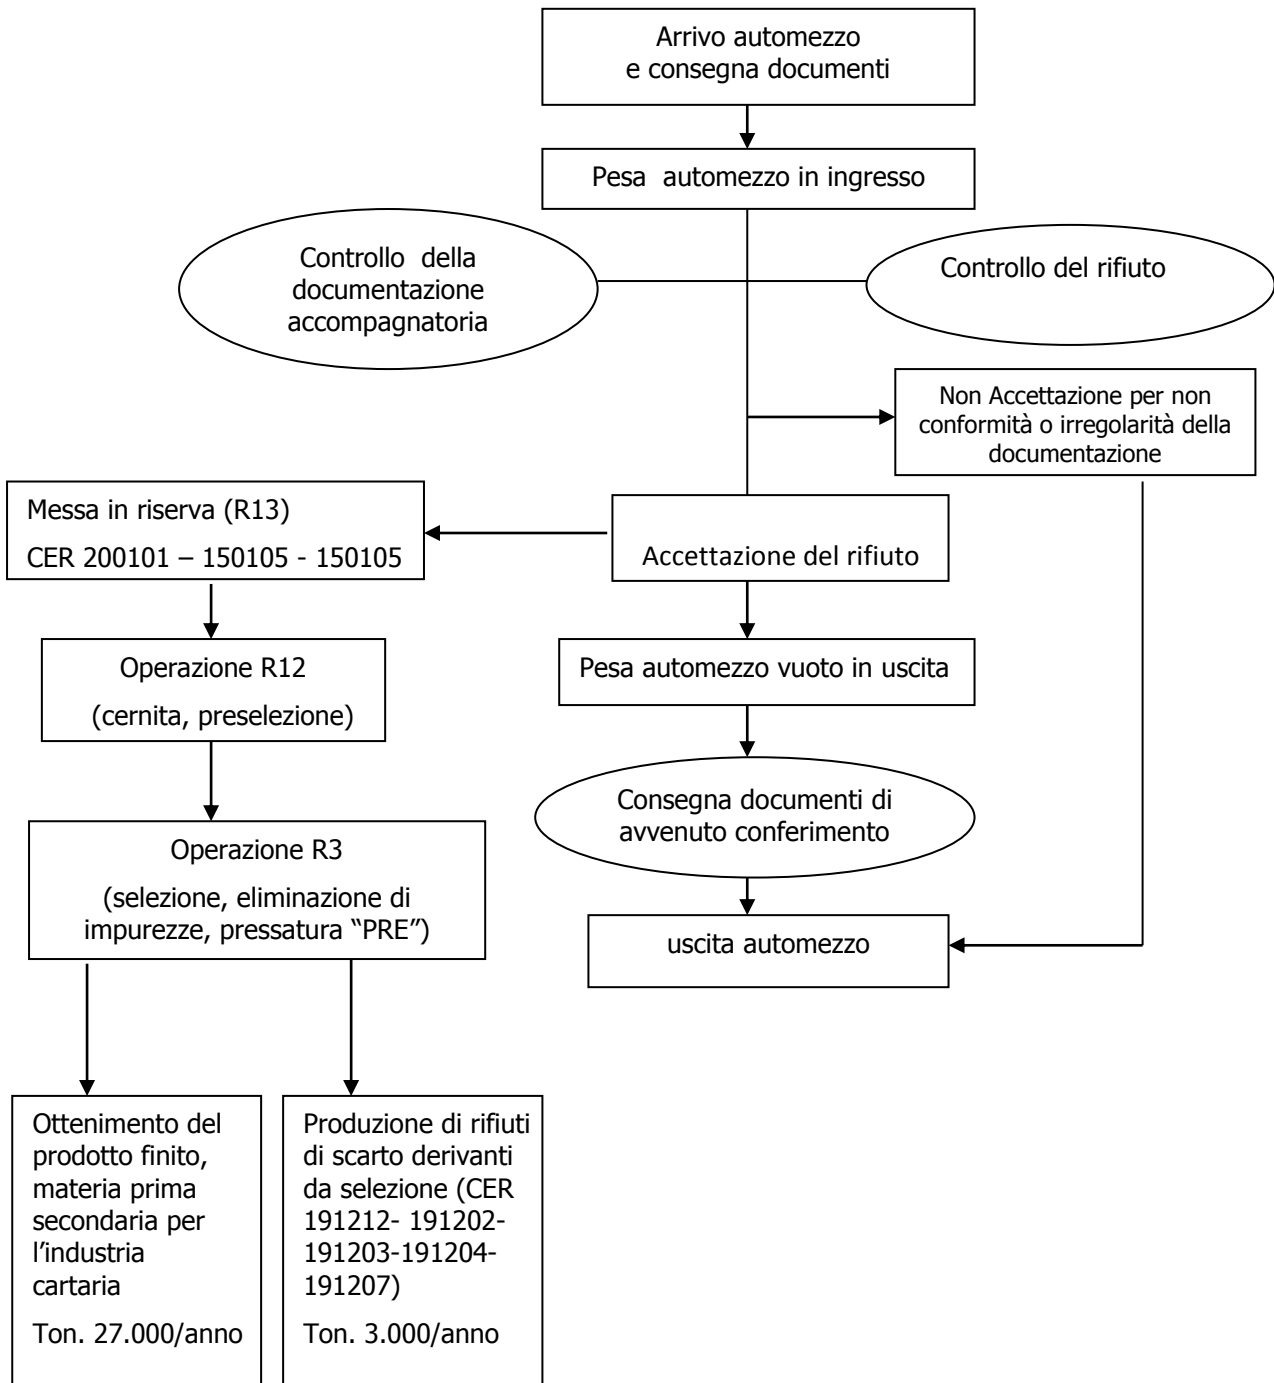 Arrivo automezzo
e consegna documenti
Pesa automezzo in ingresso
Controllo della
documentazione
accompagnatoria
Controllo del rifiuto
Non Accettazione per non
conformità o irregolarità della
documentazione
Messa in riserva (R13)
CER 200101 – 150105 - 150105
Accettazione del rifiuto
Operazione R12
(cernita, preselezione)
Pesa automezzo vuoto in uscita
Consegna documenti di
avvenuto conferimento
Operazione R3
(selezione, eliminazione di
impurezze, pressatura “PRE”)
uscita automezzo
Ottenimento del
prodotto finito,
materia prima
secondaria per
l’industria
cartaria
Ton. 27.000/anno
Produzione di rifiuti
di scarto derivanti
da selezione (CER
191212- 191202-
191203-191204-
191207)
Ton. 3.000/anno